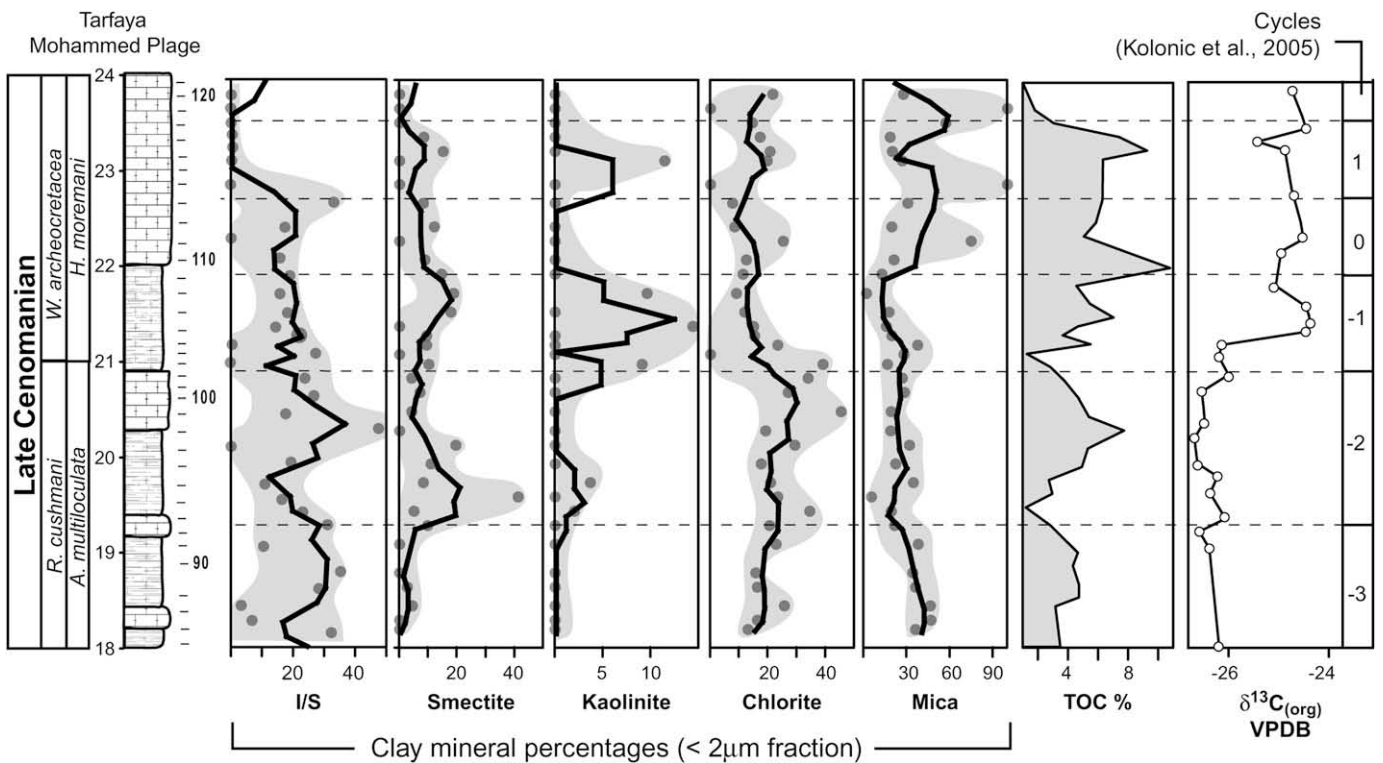 Tarfaya
Mohammed Plage
Cycles
(Kolonic et al., 2005)
Late Cenomanian
R. cushmani
A. multiloculata
W. archeocretacea
H. moremani
24
23
22
21
20
19
18
120
110
100
90
1
0
-1
-2
-3
20 40
20 40
5 10
20 40
30 60 90
4 8
-26 -24
I/S
Smectite
Kaolinite
Chlorite
Mica
TOC %
δ¹³C(org)
VPDB
Clay mineral percentages (< 2μm fraction)